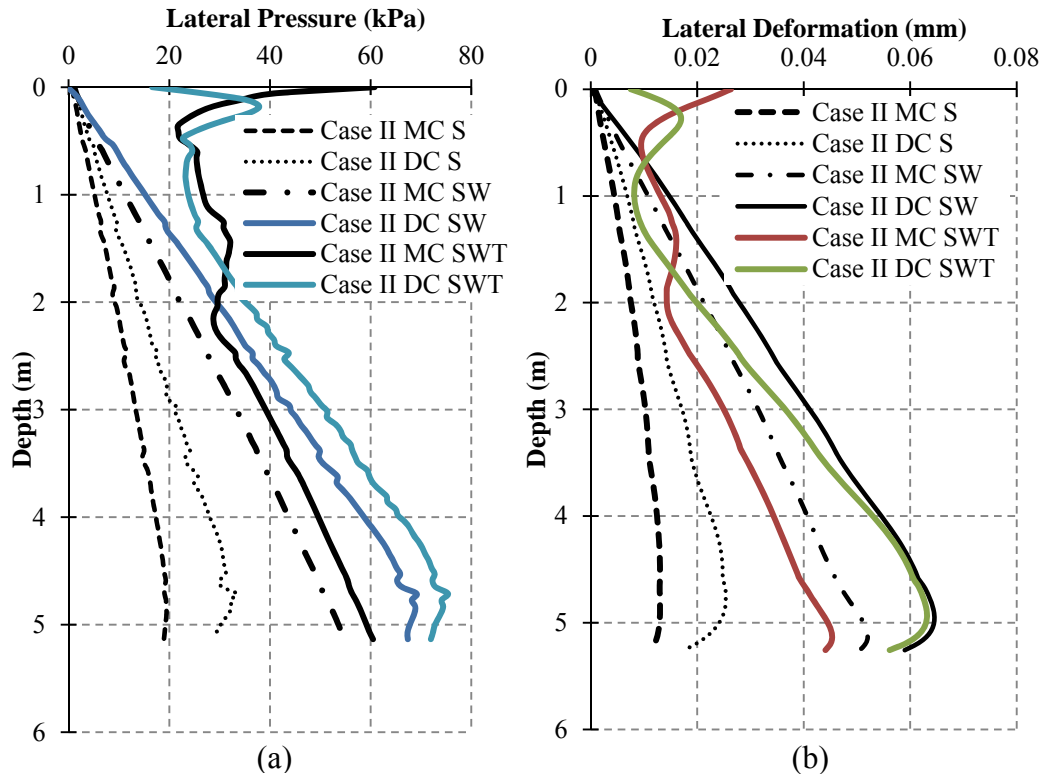 Lateral Pressure (kPa)
0 20 40 60 80
0
1
2
3
4
5
6
Depth (m)
Case II MC S
Case II DC S
Case II MC SW
Case II DC SW
Case II MC SWT
Case II DC SWT
(a)
Lateral Deformation (mm)
0 0.02 0.04 0.06 0.08
0
1
2
3
4
5
6
Depth (m)
Case II MC S
Case II DC S
Case II MC SW
Case II DC SW
Case II MC SWT
Case II DC SWT
(b)